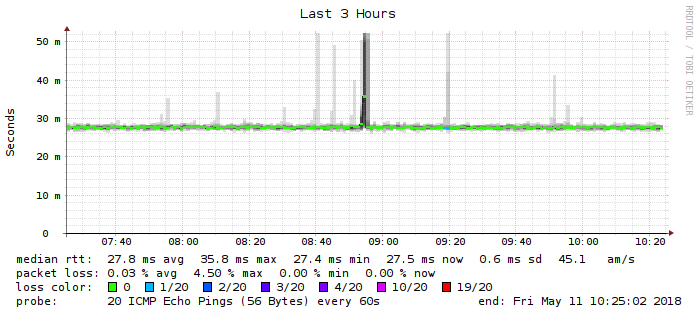 Last 3 Hours
RRDTOOL / TOBI OETIKER
Seconds
50 m
40 m
30 m
20 m
10 m
0
07:40 08:00 08:20 08:40 09:00 09:20 09:40 10:00 10:20
median rtt: 27.8 ms avg 35.8 ms max 27.4 ms min 27.5 ms now 0.6 ms sd 45.1 am/s
packet loss: 0.03 % avg 4.50 % max 0.00 % min 0.00 % now
loss color: 0 1/20 2/20 3/20 4/20 10/20 19/20
probe: 20 ICMP Echo Pings (56 Bytes) every 60s end: Fri May 11 10:25:02 2018